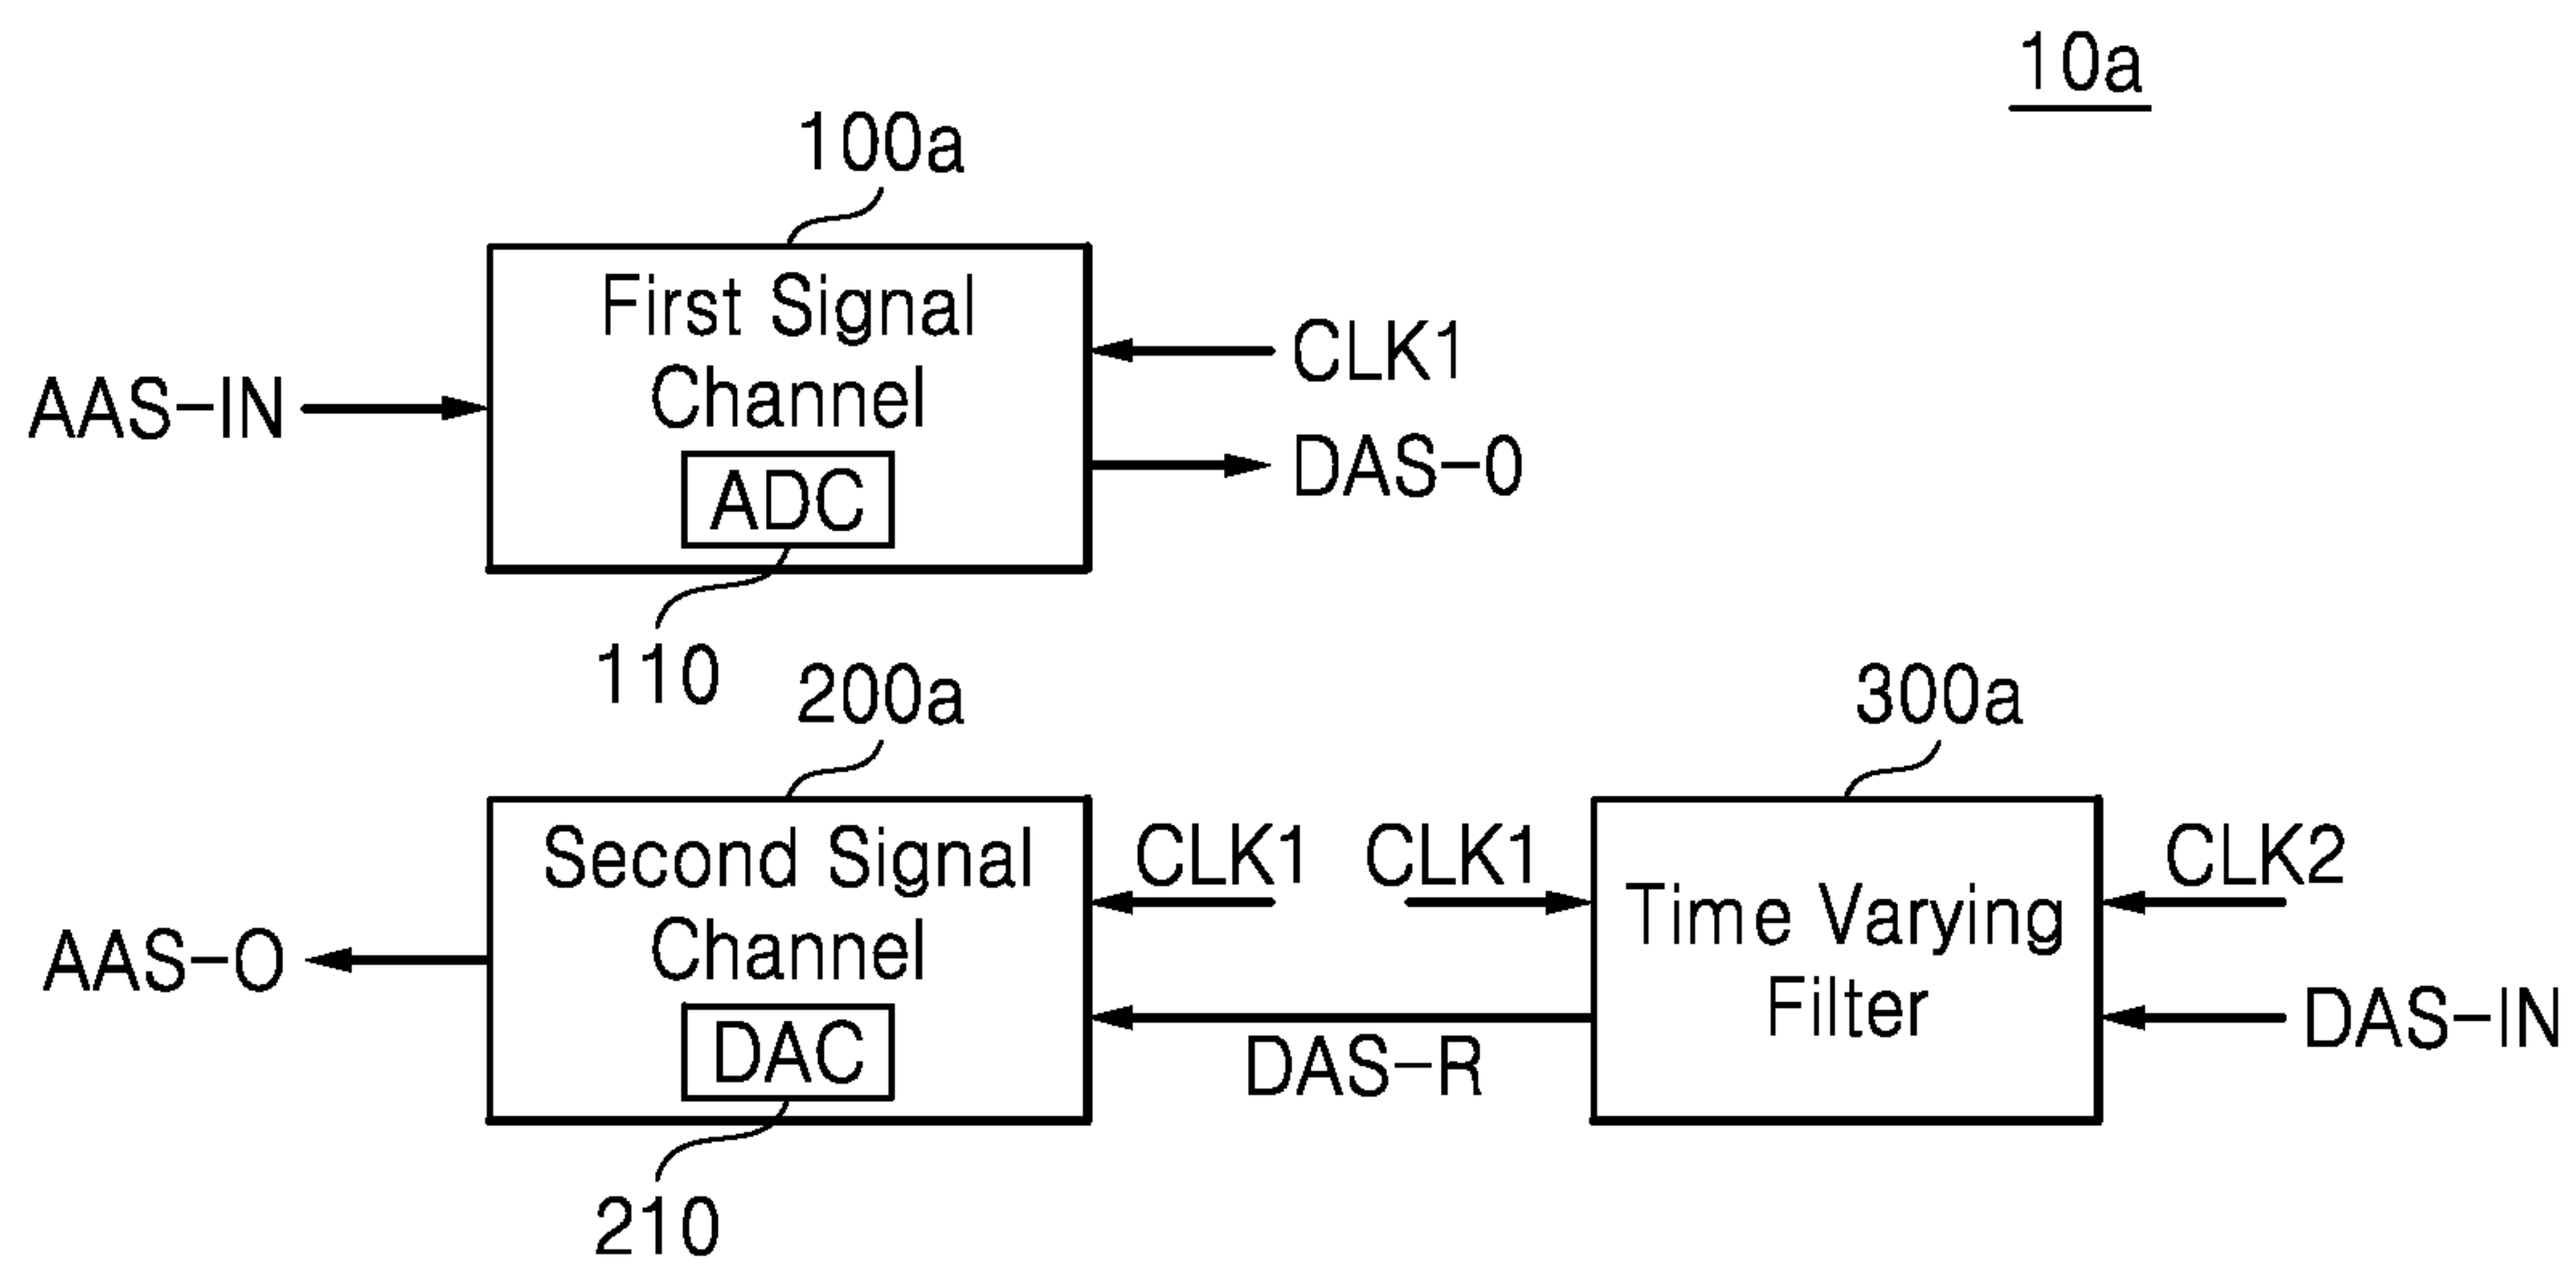 10a
100a
First Signal
Channel
CLK1
AAS-IN
DAS-0
ADC
110
200a
300a
Second Signal
CLK1
CLK1
CLK2
Time Varying
Channel
AAS-O
Filter
DAS-IN
DAC
DAS-R
210